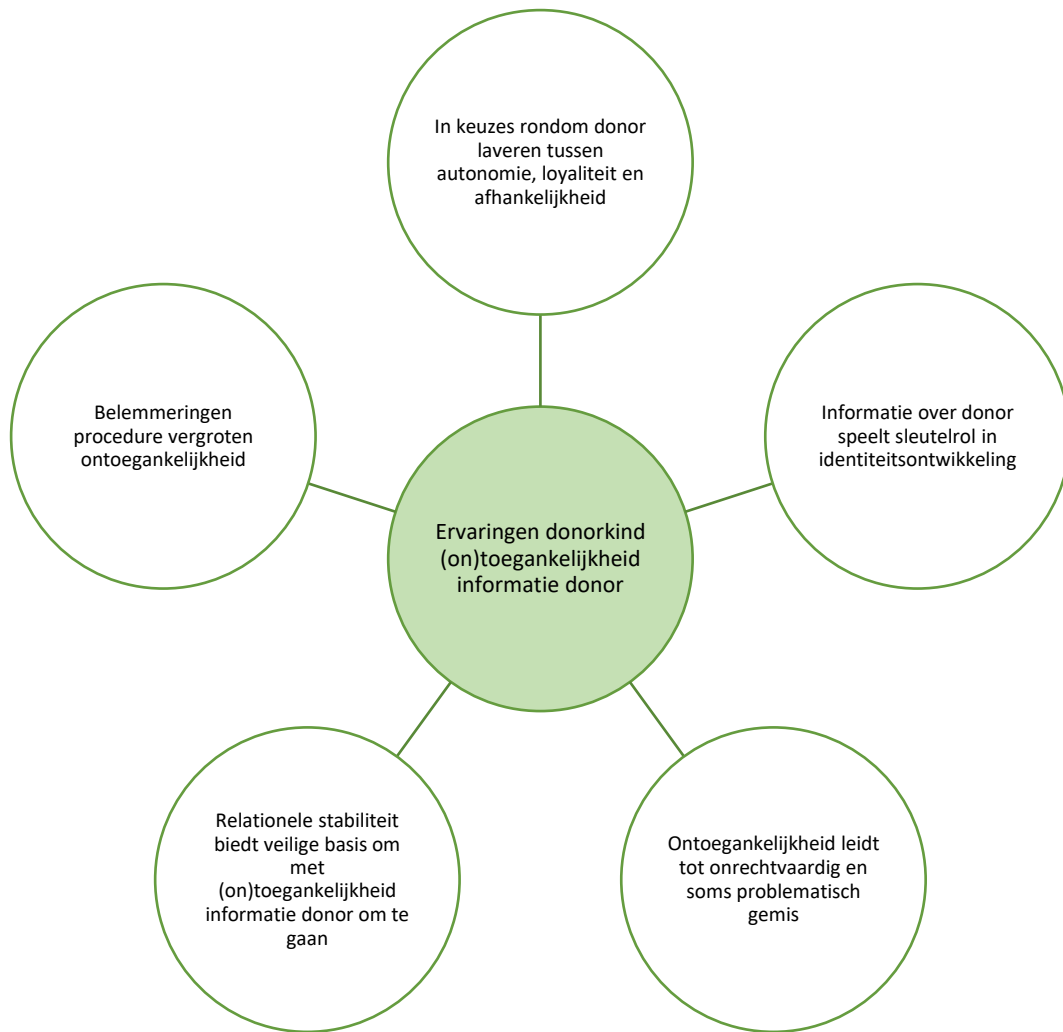 In keuzes rondom donor
laveren tussen
autonomie, loyaliteit en
afhankelijkheid
Belemmeringen
procedure vergroten
ontoegankelijkheid
Informatie over donor
speelt sleutelrol in
identiteitsontwikkeling
Ervaringen donorkind
(on)toegankelijkheid
informatie donor
Relationele stabiliteit
biedt veilige basis om
met
(on)toegankelijkheid
informatie donor om te
gaan
Ontoegankelijkheid leidt
tot onrechtvaardig en
soms problematisch
gemis